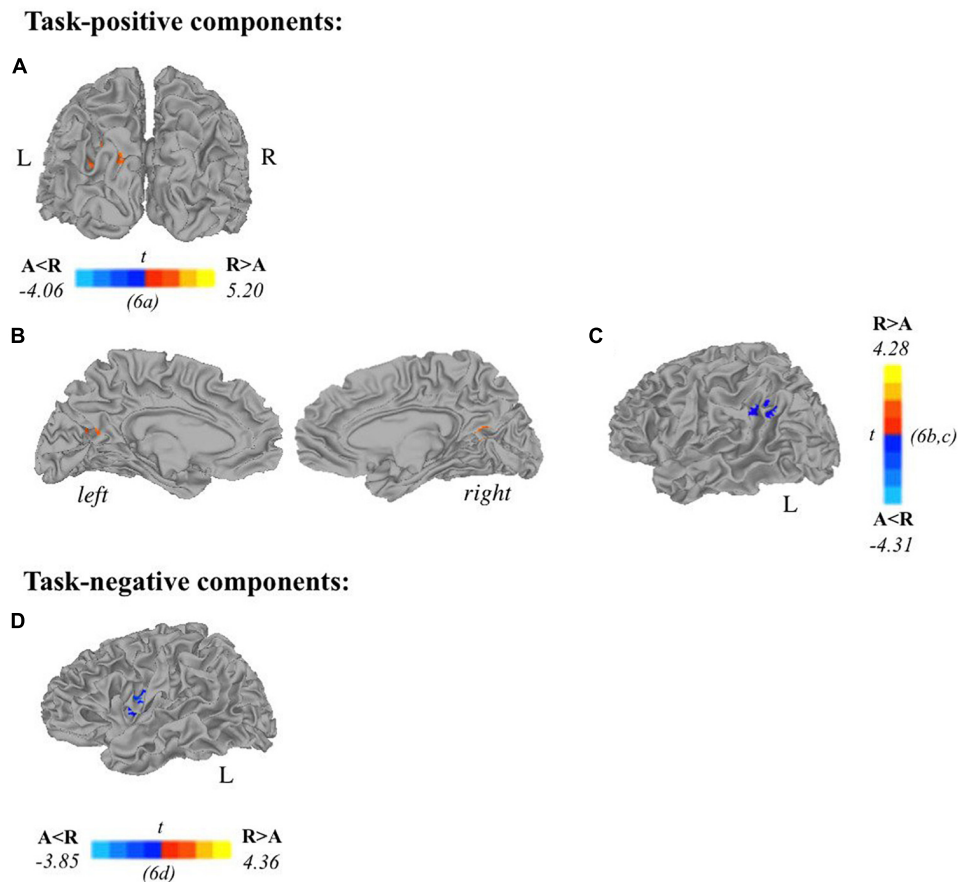 Task-positive components:
A
L R
t
A<R R>A
-4.06 (6a) 5.20
B C
R>A
4.28
t (6b,c)
left right
L
A<R
-4.31
Task-negative components:
D
L
t
A<R R>A
-3.85 (6d) 4.36